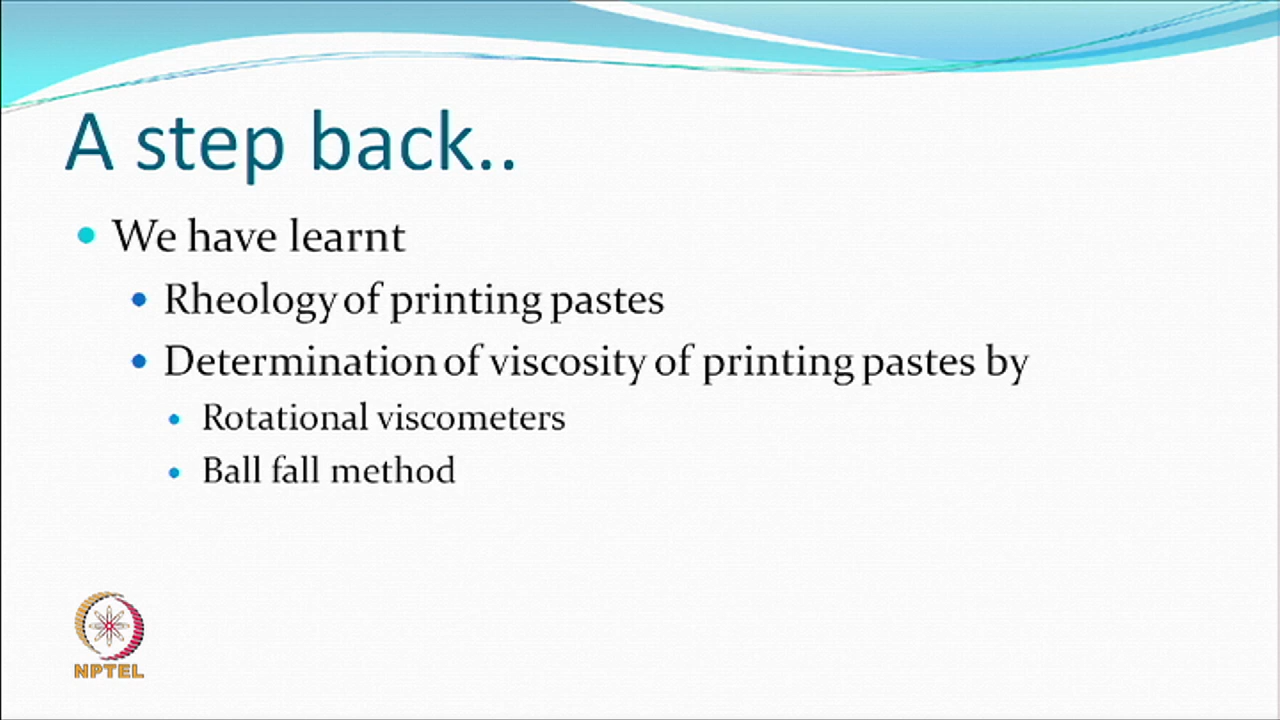 A step back..
We have learnt
Rheology of printing pastes
Determination of viscosity of printing pastes by
Rotational viscometers
Ball fall method
NPTEL